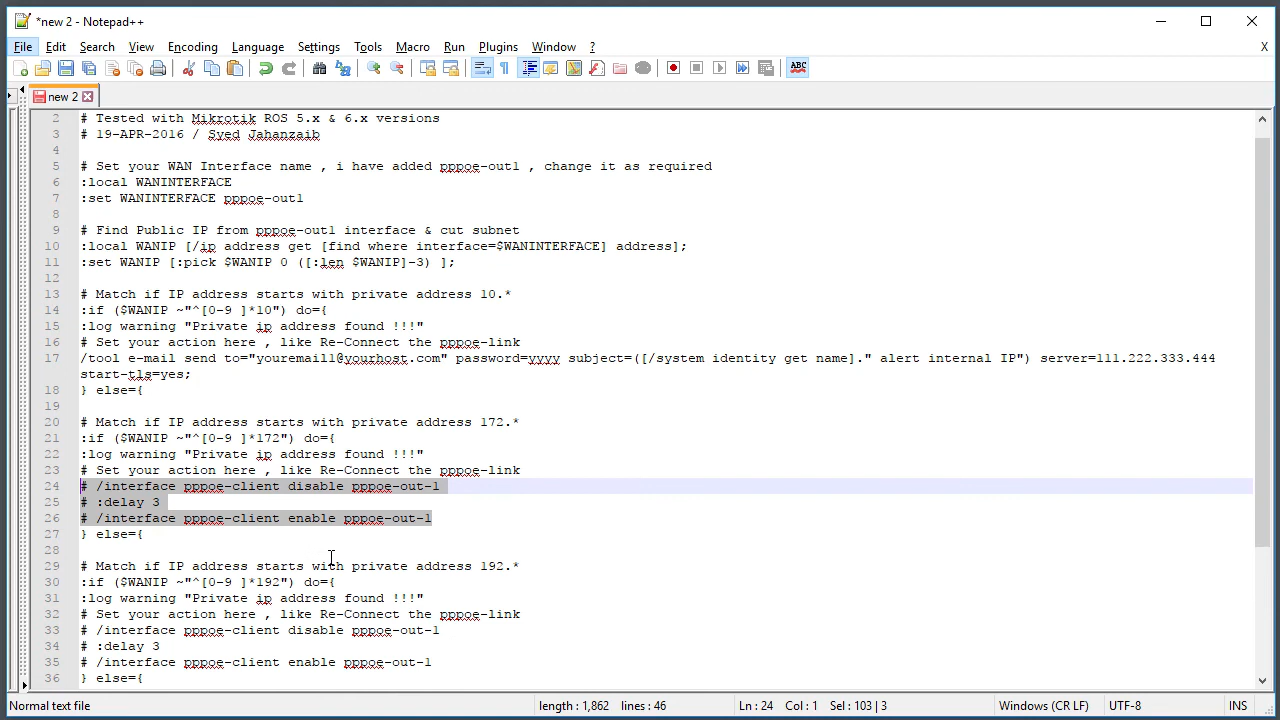 *new 2 - Notepad++
File Edit Search View Encoding Language Settings Tools Macro Run Plugins Window ? X
new 2
2 # Tested with Mikrotik ROS 5.x & 6.x versions
3 # 19-APR-2016 / Syed Jahanzaib
4
5 # Set your WAN Interface name , i have added pppoe-out1 , change it as required
6 :local WANINTERFACE
7 :set WANINTERFACE pppoe-out1
8
9 # Find Public IP from pppoe-out1 interface & cut subnet
10 :local WANIP [/ip address get [find where interface=$WANINTERFACE] address];
11 :set WANIP [:pick $WANIP 0 ([:len $WANIP]-3) ];
12
13 # Match if IP address starts with private address 10.*
14 :if ($WANIP ~"^[0-9 ]*10") do={
15 :log warning "Private ip address found !!!"
16 # Set your action here , like Re-Connect the pppoe-link
17 /tool e-mail send to="youremail1@yourhost.com" password=yyyy subject=([/system identity get name]." alert internal IP") server=111.222.333.444
start-tls=yes;
18 } else={
19
20 # Match if IP address starts with private address 172.*
21 :if ($WANIP ~"^[0-9 ]*172") do={
22 :log warning "Private ip address found !!!"
23 # Set your action here , like Re-Connect the pppoe-link
24 # /interface pppoe-client disable pppoe-out-1
25 # :delay 3
26 # /interface pppoe-client enable pppoe-out-1
27 } else={
28
29 # Match if IP address starts with private address 192.*
30 :if ($WANIP ~"^[0-9 ]*192") do={
31 :log warning "Private ip address found !!!"
32 # Set your action here , like Re-Connect the pppoe-link
33 # /interface pppoe-client disable pppoe-out-1
34 # :delay 3
35 # /interface pppoe-client enable pppoe-out-1
36 } else={
Normal text file length : 1,862 lines : 46 Ln : 24 Col : 1 Sel : 103 | 3 Windows (CR LF) UTF-8 INS